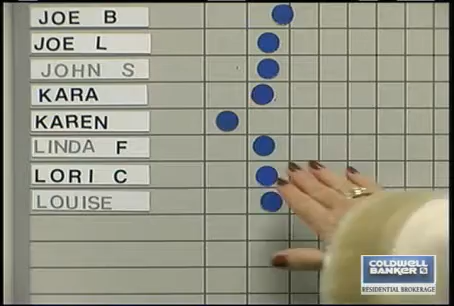 JOE B
JOE L
JOHN S
KARA
KAREN
LINDA F
LORI C
LOUISE
COLDWELL
BANKER
RESIDENTIAL BROKERAGE